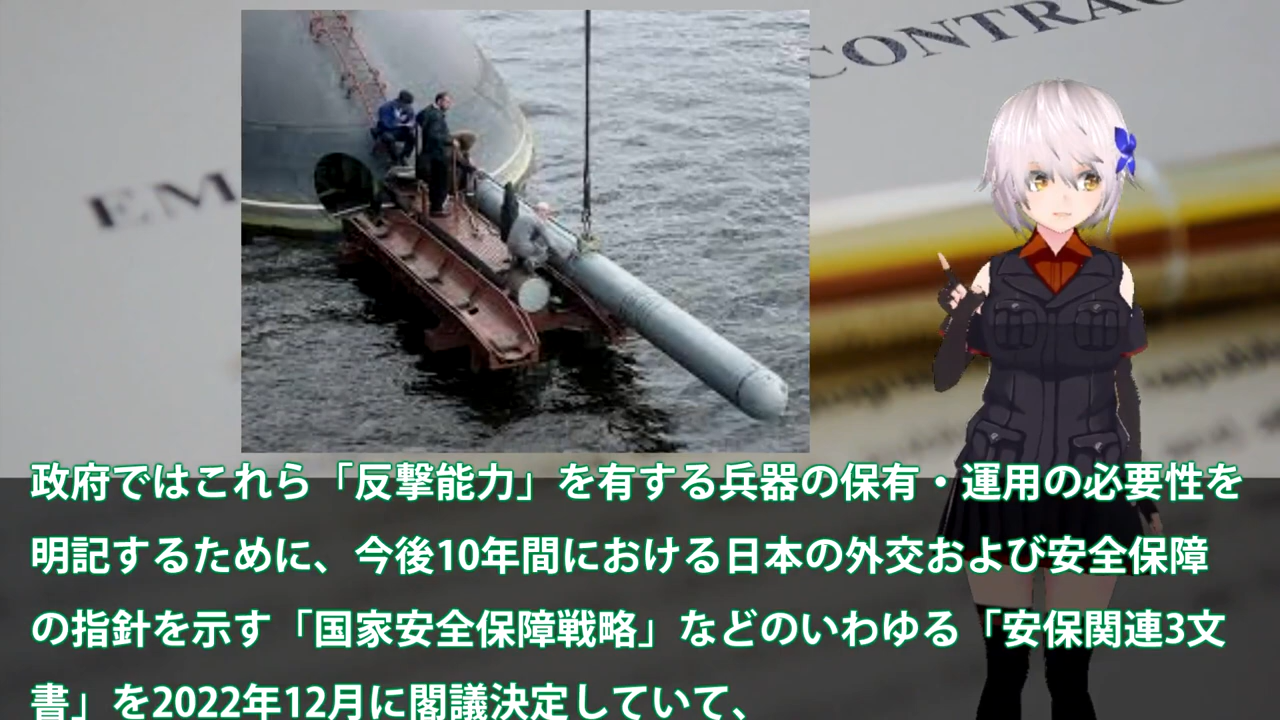 CONTRAC
EM
政府ではこれら「反撃能力」を有する兵器の保有・運用の必要性を
明記するために、今後10年間における日本の外交および安全保障
の指針を示す「国家安全保障戦略」などのいわゆる「安保関連3文
書」を2022年12月に閣議決定していて、